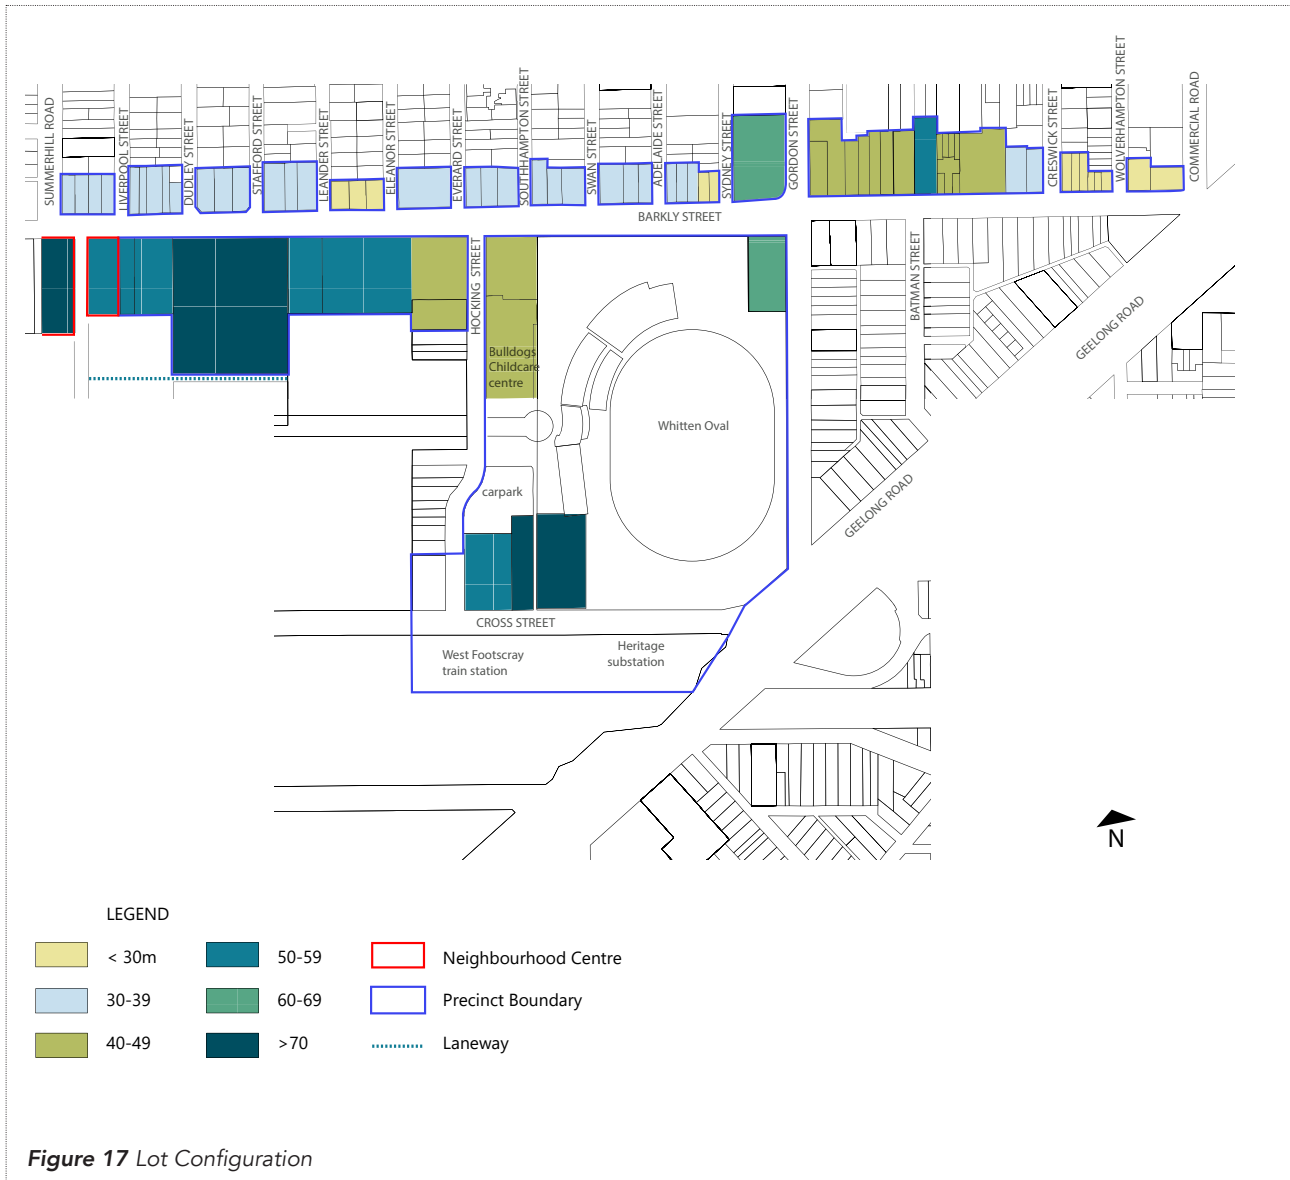 SUMMERHILL ROAD
LIVERPOOL STREET
DUDLEY STREET
STAFFORD STREET
LEANDER STREET
ELEANOR STREET
EVERARD STREET
SOUTHHAMPTON STREET
SWAN STREET
ADELAIDE STREET
SYDNEY STREET
GORDON STREET
CRESWICK STREET
WOLVERHAMPTON STREET
COMMERCIAL ROAD
BARKLY STREET
HOCKING STREET
BATMAN STREET
GEELONG ROAD
Bulldogs
Childcare
centre
Whitten Oval
carpark
GEELONG ROAD
CROSS STREET
West Footscray
train station
Heritage
substation
N
LEGEND
< 30m
50-59
Neighbourhood Centre
30-39
60-69
Precinct Boundary
40-49
>70
Laneway
Figure 17 Lot Configuration